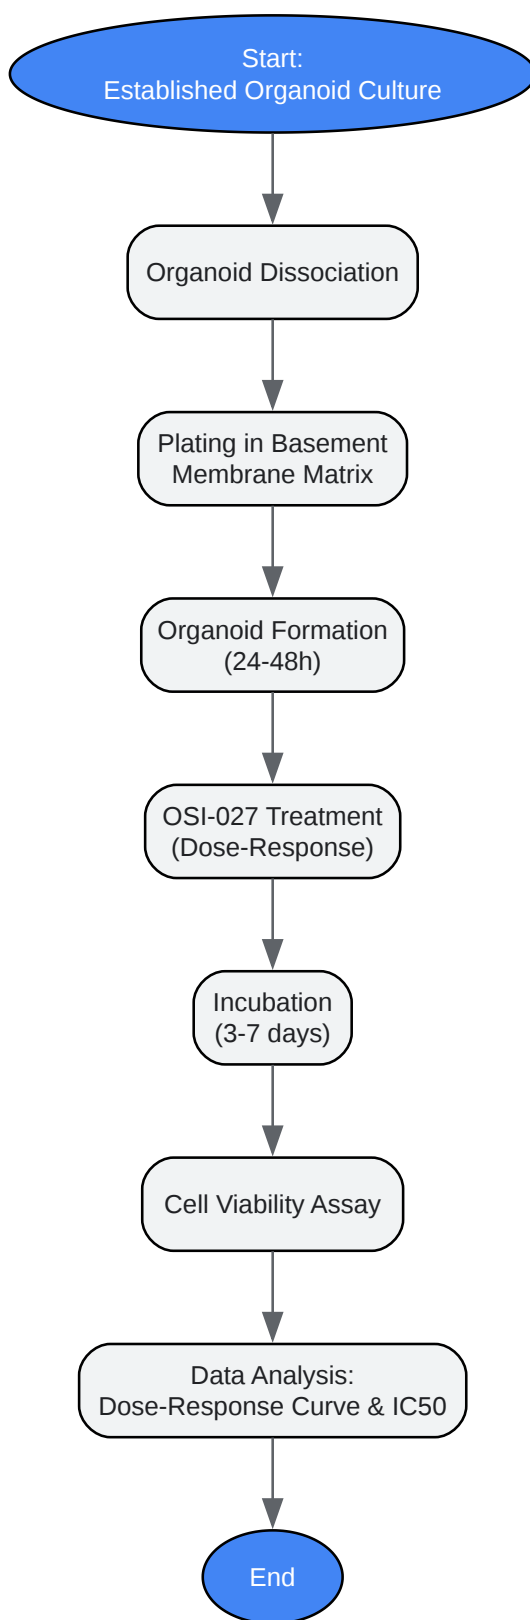 Start:
Established Organoid Culture
Organoid Dissociation
Plating in Basement
Membrane Matrix
Organoid Formation
(24-48h)
OSI-027 Treatment
(Dose-Response)
Incubation
(3-7 days)
Cell Viability Assay
Data Analysis:
Dose-Response Curve & IC50
End